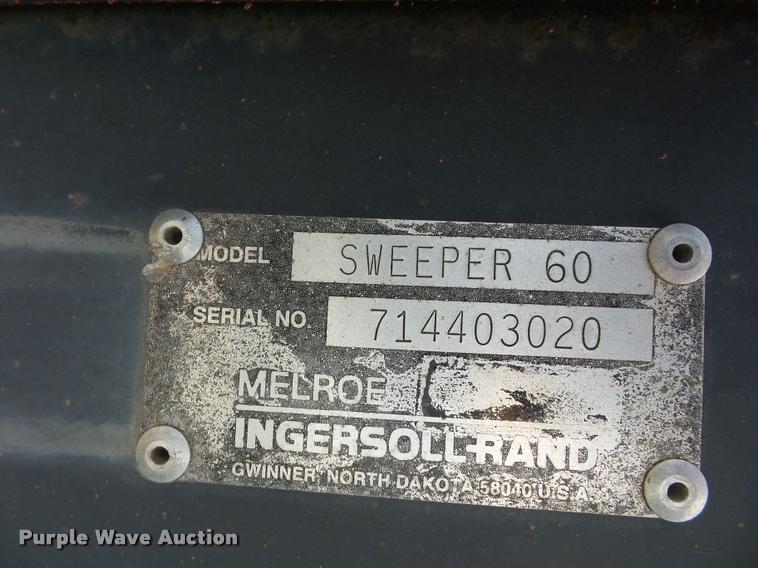 MODEL SWEEPER 60
SERIAL NO. 714403020
MELROE
INGERSOLL-RAND
GWINNER, NORTH DAKOTA 58040 U.S.A.
Purple Wave Auction